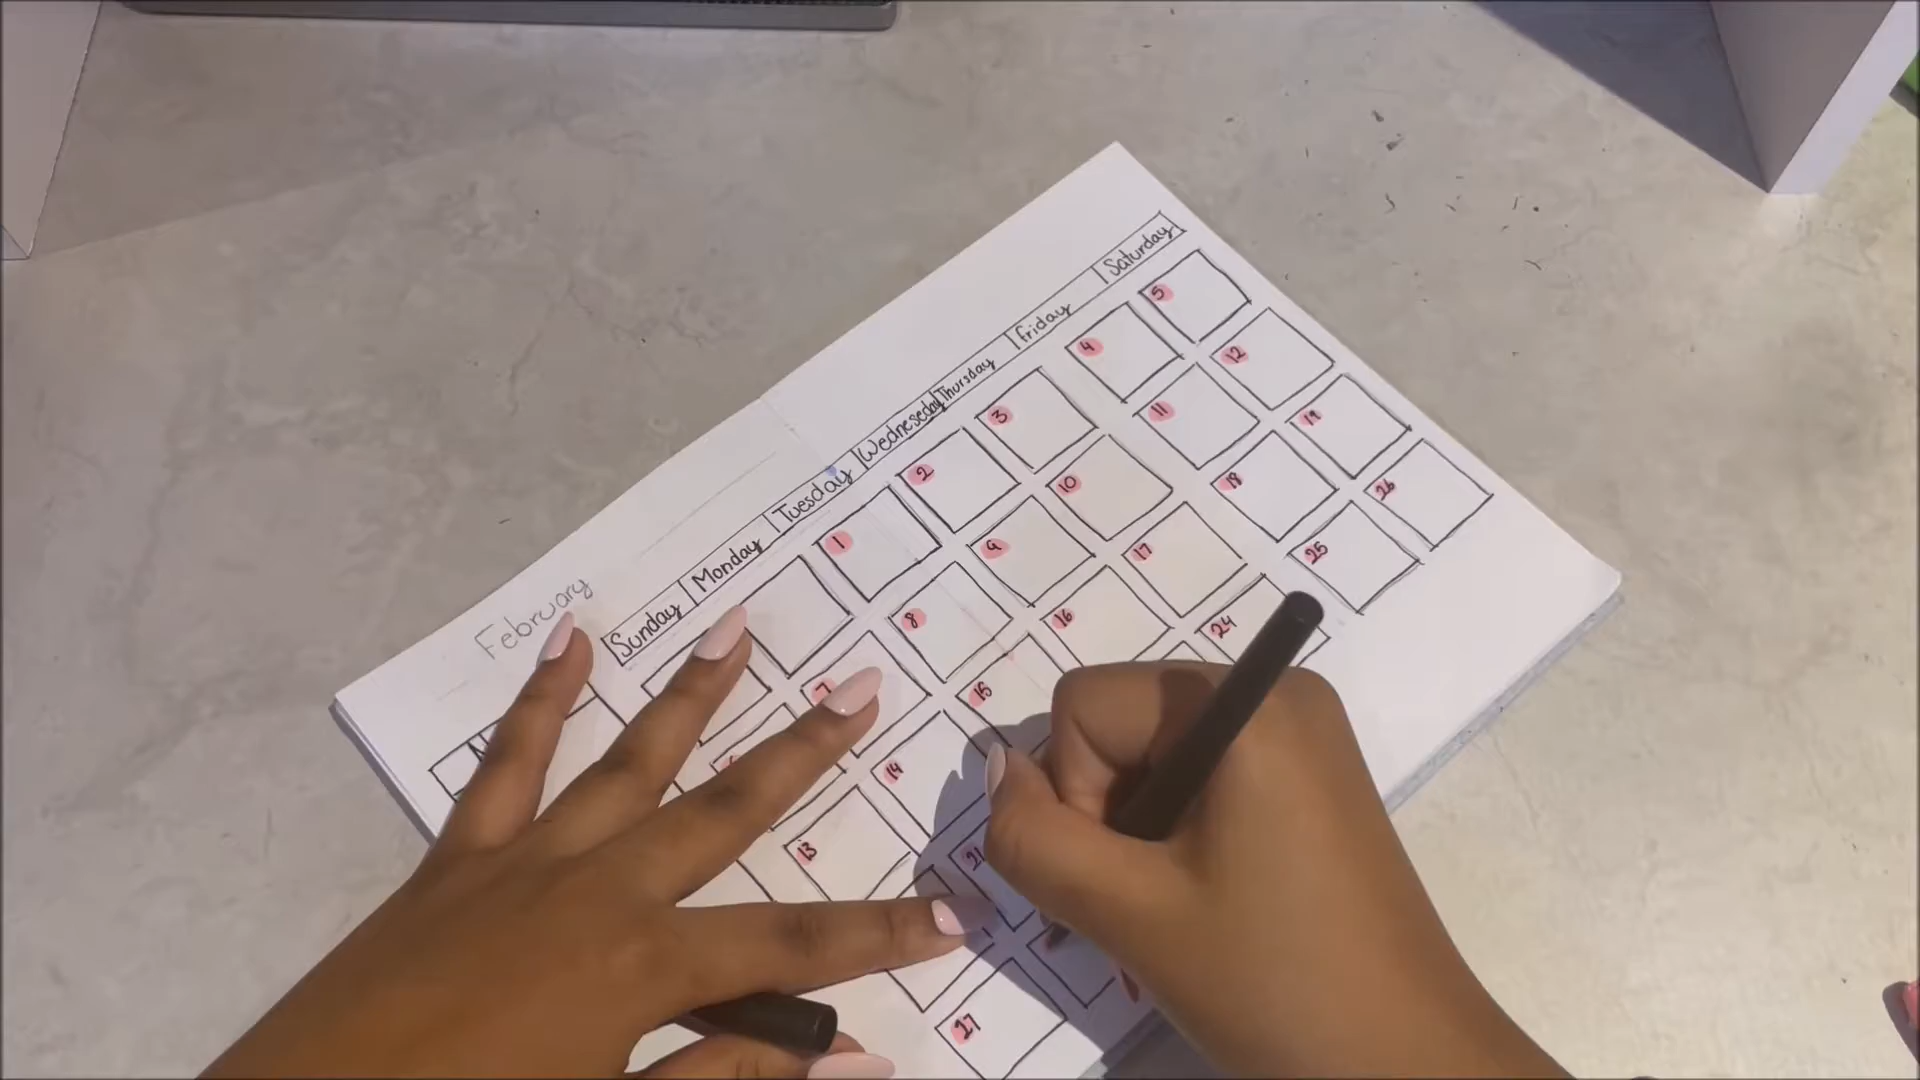 February
Sunday Monday Tuesday Wedneseday Thursday Friday Saturday
1 2 3 4 5
7 8 9 10 11 12
13 14 15 16 17 18 19
21 24 25 26
27